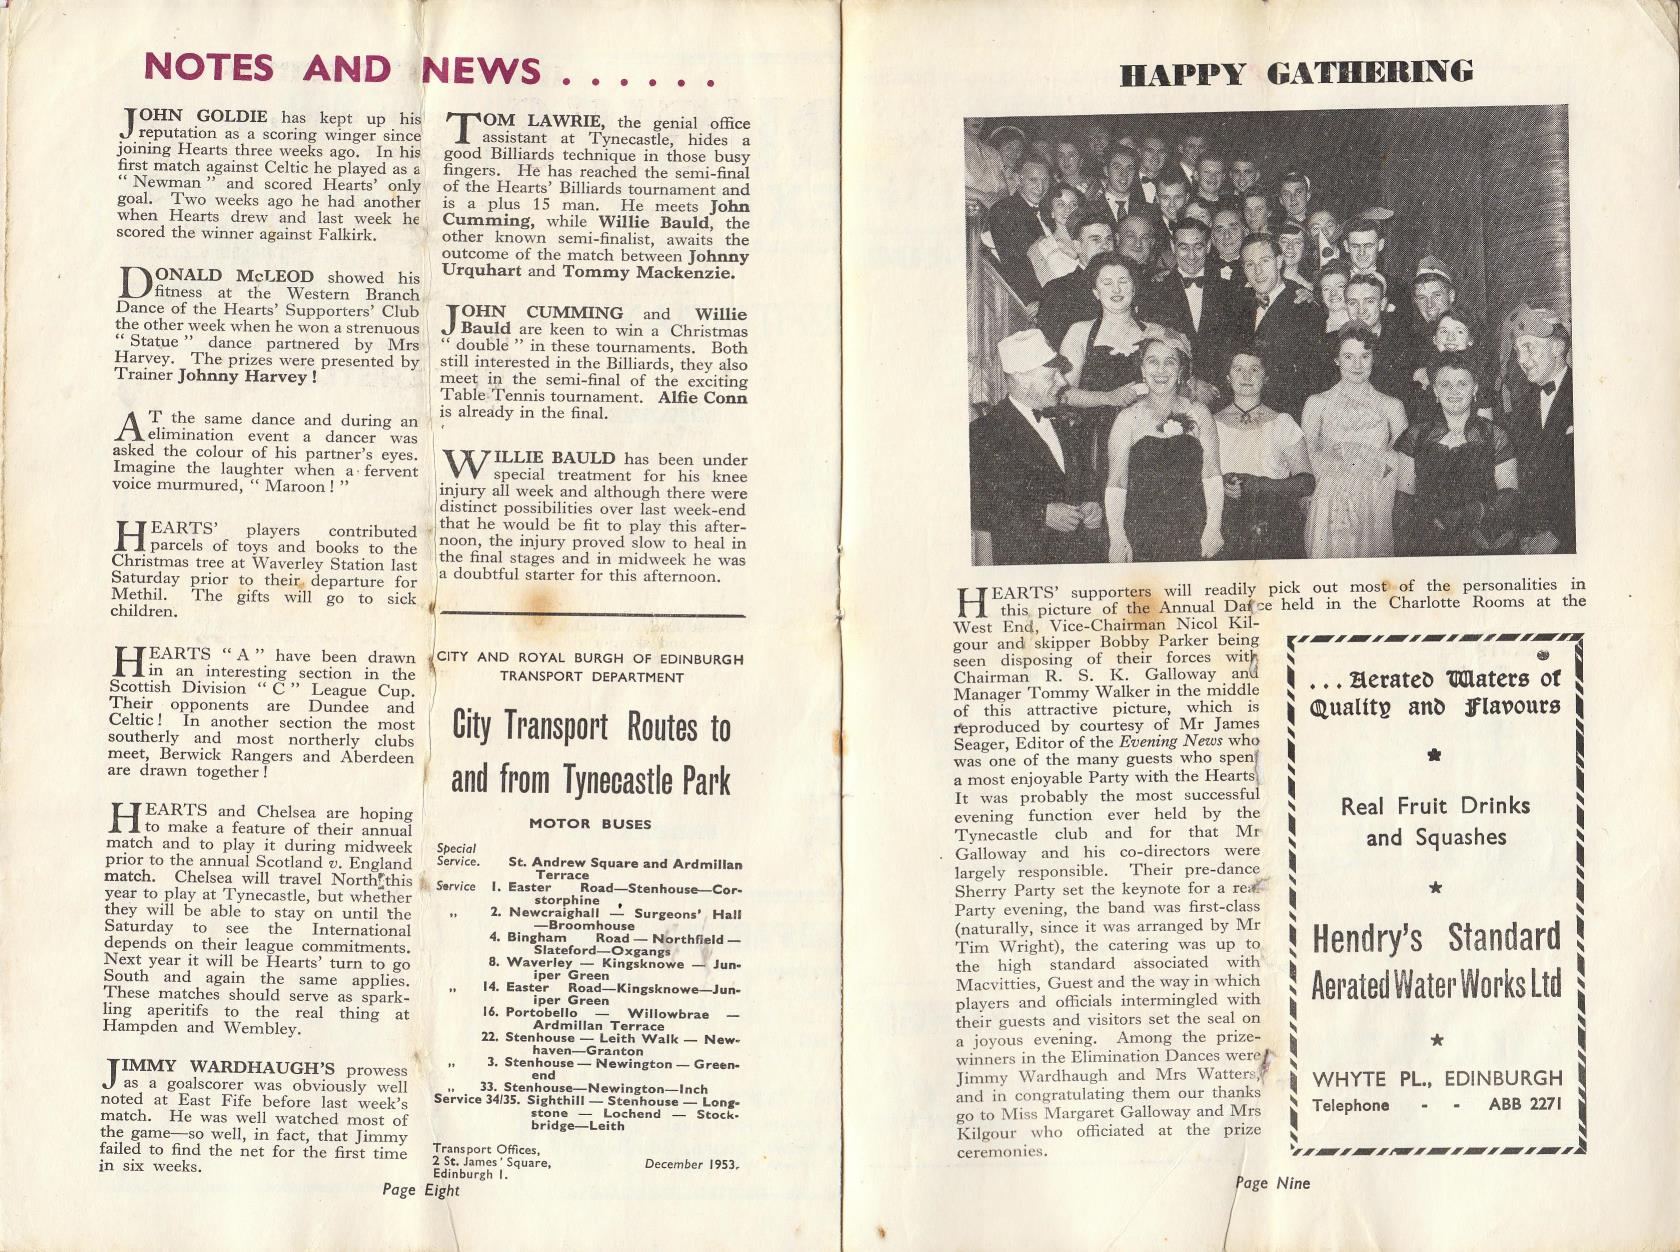 NOTES AND NEWS . . . . . .
JOHN GOLDIE has kept up his
reputation as a scoring winger since
joining Hearts three weeks ago. In his
first match against Celtic he played as a
“ Newman ” and scored Hearts’ only
goal. Two weeks ago he had another
when Hearts drew and last week he
scored the winner against Falkirk.
DONALD McLEOD showed his
fitness at the Western Branch
Dance of the Hearts’ Supporters’ Club
the other week when he won a strenuous
“ Statue ” dance partnered by Mrs
Harvey. The prizes were presented by
Trainer Johnny Harvey !
AT the same dance and during an
elimination event a dancer was
asked the colour of his partner’s eyes.
Imagine the laughter when a fervent
voice murmured, “ Maroon ! ”
HEARTS’ players contributed
parcels of toys and books to the
Christmas tree at Waverley Station last
Saturday prior to their departure for
Methil. The gifts will go to sick
children.
HEARTS “ A ” have been drawn
in an interesting section in the
Scottish Division “ C ” League Cup.
Their opponents are Dundee and
Celtic ! In another section the most
southerly and most northerly clubs
meet, Berwick Rangers and Aberdeen
are drawn together !
HEARTS and Chelsea are hoping
to make a feature of their annual
match and to play it during midweek
prior to the annual Scotland v. England
match. Chelsea will travel North this
year to play at Tynecastle, but whether
they will be able to stay on until the
Saturday to see the International
depends on their league commitments.
Next year it will be Hearts’ turn to go
South and again the same applies.
These matches should serve as spark-
ling aperitifs to the real thing at
Hampden and Wembley.
JIMMY WARDHAUGH’S prowess
as a goalscorer was obviously well
noted at East Fife before last week’s
match. He was well watched most of
the game—so well, in fact, that Jimmy
failed to find the net for the first time
in six weeks.
TOM LAWRIE, the genial office
assistant at Tynecastle, hides a
good Billiards technique in those busy
fingers. He has reached the semi-final
of the Hearts’ Billiards tournament and
is a plus 15 man. He meets John
Cumming, while Willie Bauld, the
other known semi-finalist, awaits the
outcome of the match between Johnny
Urquhart and Tommy Mackenzie.
JOHN CUMMING and Willie
Bauld are keen to win a Christmas
“ double ” in these tournaments. Both
still interested in the Billiards, they also
meet in the semi-final of the exciting
Table Tennis tournament. Alfie Conn
is already in the final.
WILLIE BAULD has been under
special treatment for his knee
injury all week and although there were
distinct possibilities over last week-end
that he would be fit to play this after-
noon, the injury proved slow to heal in
the final stages and in midweek he was
a doubtful starter for this afternoon.
CITY AND ROYAL BURGH OF EDINBURGH
TRANSPORT DEPARTMENT
City Transport Routes to
and from Tynecastle Park
MOTOR BUSES
Special
Service. St. Andrew Square and Ardmillan
Terrace
Service 1. Easter Road—Stenhouse—Cor-
storphine
„ 2. Newcraighall — Surgeons’ Hall
—Broomhouse
4. Bingham Road — Northfield —
Slateford—Oxgangs
8. Waverley — Kingsknowe — Jun-
iper Green
„ 14. Easter Road—Kingsknowe—Jun-
iper Green
16. Portobello — Willowbrae —
Ardmillan Terrace
22. Stenhouse — Leith Walk — New-
haven—Granton
„ 3. Stenhouse — Newington — Green-
end
„ 33. Stenhouse—Newington—Inch
Service 34/35. Sighthill — Stenhouse — Long-
stone — Lochend — Stock-
bridge—Leith
Transport Offices,
2 St. James’ Square,
Edinburgh 1.
December 1953.
Page Eight
HAPPY GATHERING
HEARTS’ supporters will readily pick out most of the personalities in
this picture of the Annual Dance held in the Charlotte Rooms at the
West End, Vice-Chairman Nicol Kil-
gour and skipper Bobby Parker being
seen disposing of their forces with
Chairman R. S. K. Galloway and
Manager Tommy Walker in the middle
of this attractive picture, which is
reproduced by courtesy of Mr James
Seager, Editor of the Evening News who
was one of the many guests who spent
a most enjoyable Party with the Hearts
It was probably the most successful
evening function ever held by the
Tynecastle club and for that Mr
Galloway and his co-directors were
largely responsible. Their pre-dance
Sherry Party set the keynote for a real
Party evening, the band was first-class
(naturally, since it was arranged by Mr
Tim Wright), the catering was up to
the high standard associated with
Macvitties, Guest and the way in which
players and officials intermingled with
their guests and visitors set the seal on
a joyous evening. Among the prize-
winners in the Elimination Dances were
Jimmy Wardhaugh and Mrs Watters,
and in congratulating them our thanks
go to Miss Margaret Galloway and Mrs
Kilgour who officiated at the prize
ceremonies.
. . . Aerated Waters of
Quality and Flavours
Real Fruit Drinks
and Squashes
Hendry’s Standard
Aerated Water Works Ltd
WHYTE PL., EDINBURGH
Telephone - - ABB 2271
Page Nine